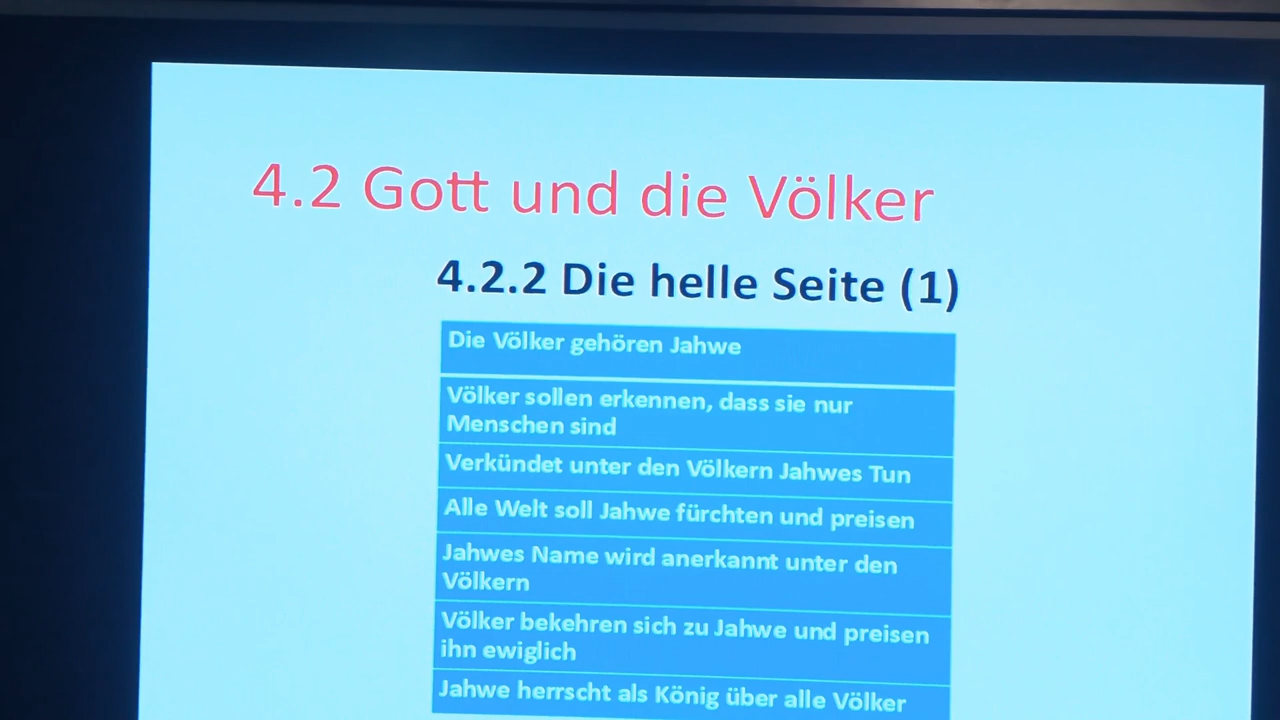 4.2 Gott und die Völker
4.2.2 Die helle Seite (1)
Die Völker gehören Jahwe
Völker sollen erkennen, dass sie nur
Menschen sind
Verkündet unter den Völkern Jahwes Tun
Alle Welt soll Jahwe fürchten und preisen
Jahwes Name wird anerkannt unter den
Völkern
Völker bekehren sich zu Jahwe und preisen
ihn ewiglich
Jahwe herrscht als König über alle Völker